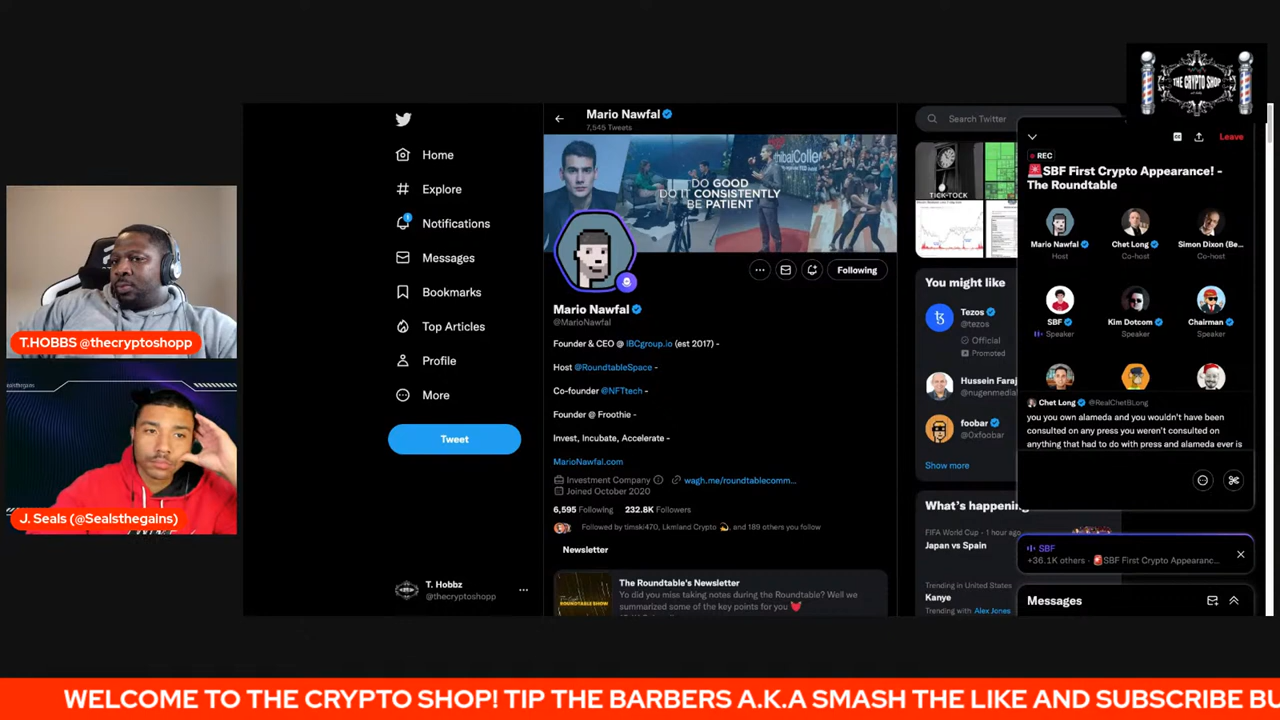 THE CRYPTO SHOP
T.HOBBS @thecryptoshopp
J. Seals (@Sealsthegains)
Home
Explore
Notifications
Messages
Bookmarks
Top Articles
Profile
More
Tweet
T. Hobbz
@thecryptoshopp
Mario Nawfal
7,545 Tweets
DO GOOD
DO IT CONSISTENTLY
BE PATIENT
Following
Mario Nawfal
@MarioNawfal
Founder & CEO @ IBCgroup.io (est 2017) -
Host @RoundtableSpace -
Co-founder @NFTtech -
Founder @ Froothie -
Invest, Incubate, Accelerate -
MarioNawfal.com
Investment Company
wagh.me/roundtablecomm...
Joined October 2020
6,595 Following 232.8K Followers
Followed by timski470, Lkmland Crypto, and 189 others you follow
Newsletter
ROUNDTABLE SHOW
The Roundtable's Newsletter
Yo did you miss taking notes during the Roundtable? Well we
summarized some of the key points for you
Search Twitter
TICK-TOCK
You might like
Tezos
@tezos
Official
Promoted
Hussein Faraj
@nugenmedia
foobar
@0xfoobar
Show more
What's happening
FIFA World Cup · 1 hour ago
Japan vs Spain
Trending in United States
Kanye
Trending with Alex Jones
Leave
REC
SBF First Crypto Appearance! -
The Roundtable
Mario Nawfal
Host
Chet Long
Co-host
Simon Dixon (Be...
Co-host
SBF
Speaker
Kim Dotcom
Speaker
Chairman
Speaker
Chet Long @RealChetBLong
you you own alameda and you wouldn't have been
consulted on any press you weren't consulted on
anything that had to do with press and alameda ever is
SBF
+36.1K others · SBF First Crypto Appearanc...
Messages
WELCOME TO THE CRYPTO SHOP! TIP THE BARBERS A.K.A SMASH THE LIKE AND SUBSCRIBE BU